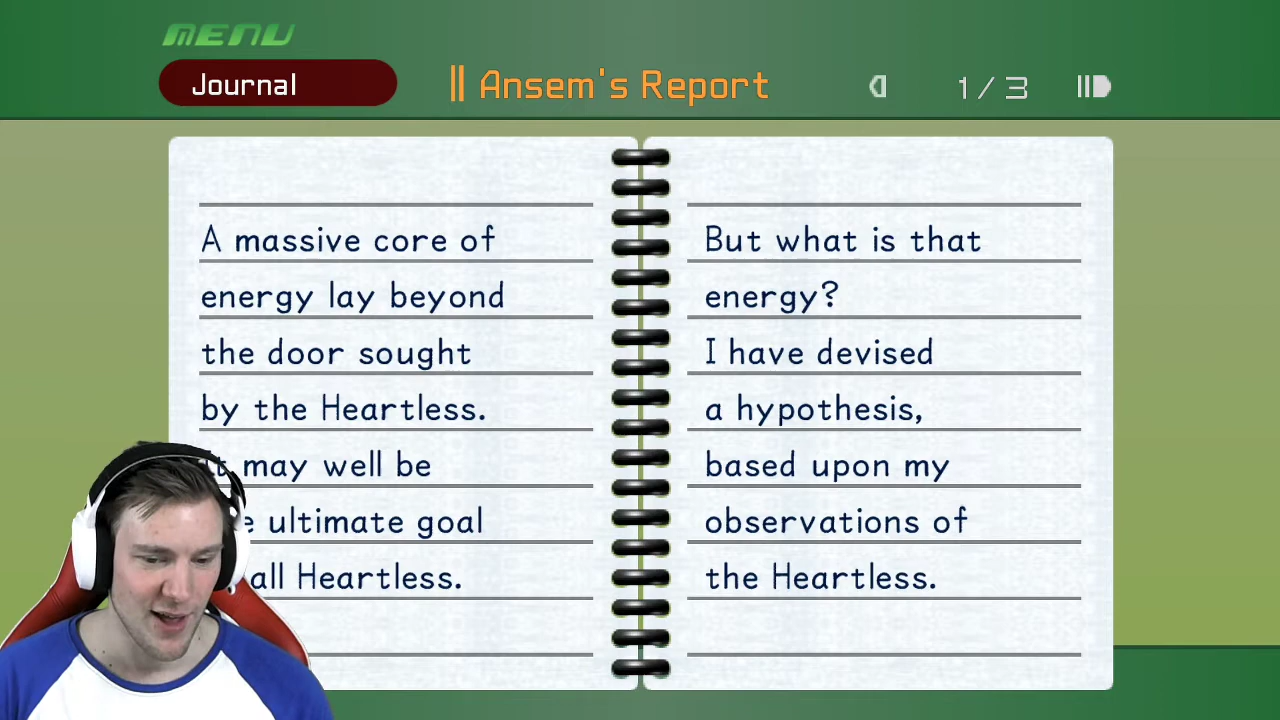 MENU
Journal
Ansem's Report
1/3
A massive core of
energy lay beyond
the door sought
by the Heartless.
It may well be
ultimate goal
all Heartless.
But what is that
energy?
I have devised
a hypothesis,
based upon my
observations of
the Heartless.